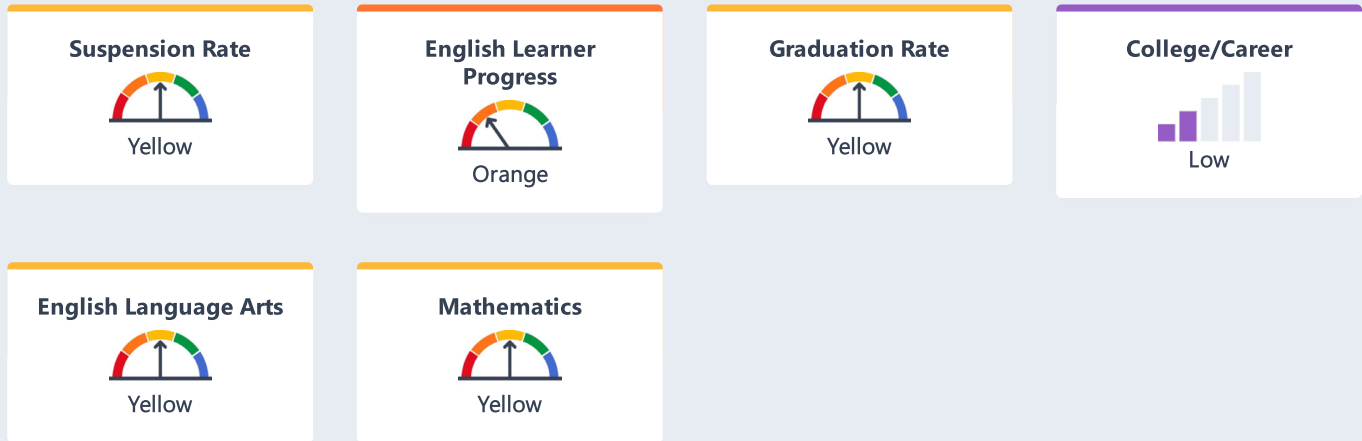 Suspension Rate
Yellow
English Learner
Progress
Orange
Graduation Rate
Yellow
College/Career
Low
English Language Arts
Yellow
Mathematics
Yellow